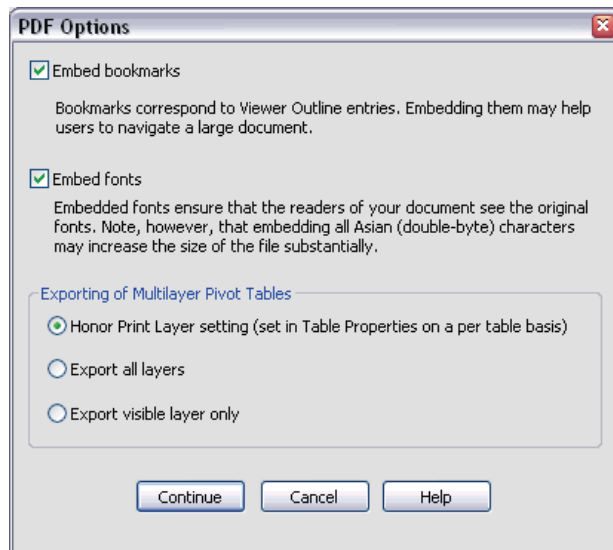 PDF Options
Embed bookmarks
Bookmarks correspond to Viewer Outline entries. Embedding them may help
users to navigate a large document.
Embed fonts
Embedded fonts ensure that the readers of your document see the original
fonts. Note, however, that embedding all Asian (double-byte) characters
may increase the size of the file substantially.
Exporting of Multilayer Pivot Tables
Honor Print Layer setting (set in Table Properties on a per table basis)
Export all layers
Export visible layer only
Continue Cancel Help